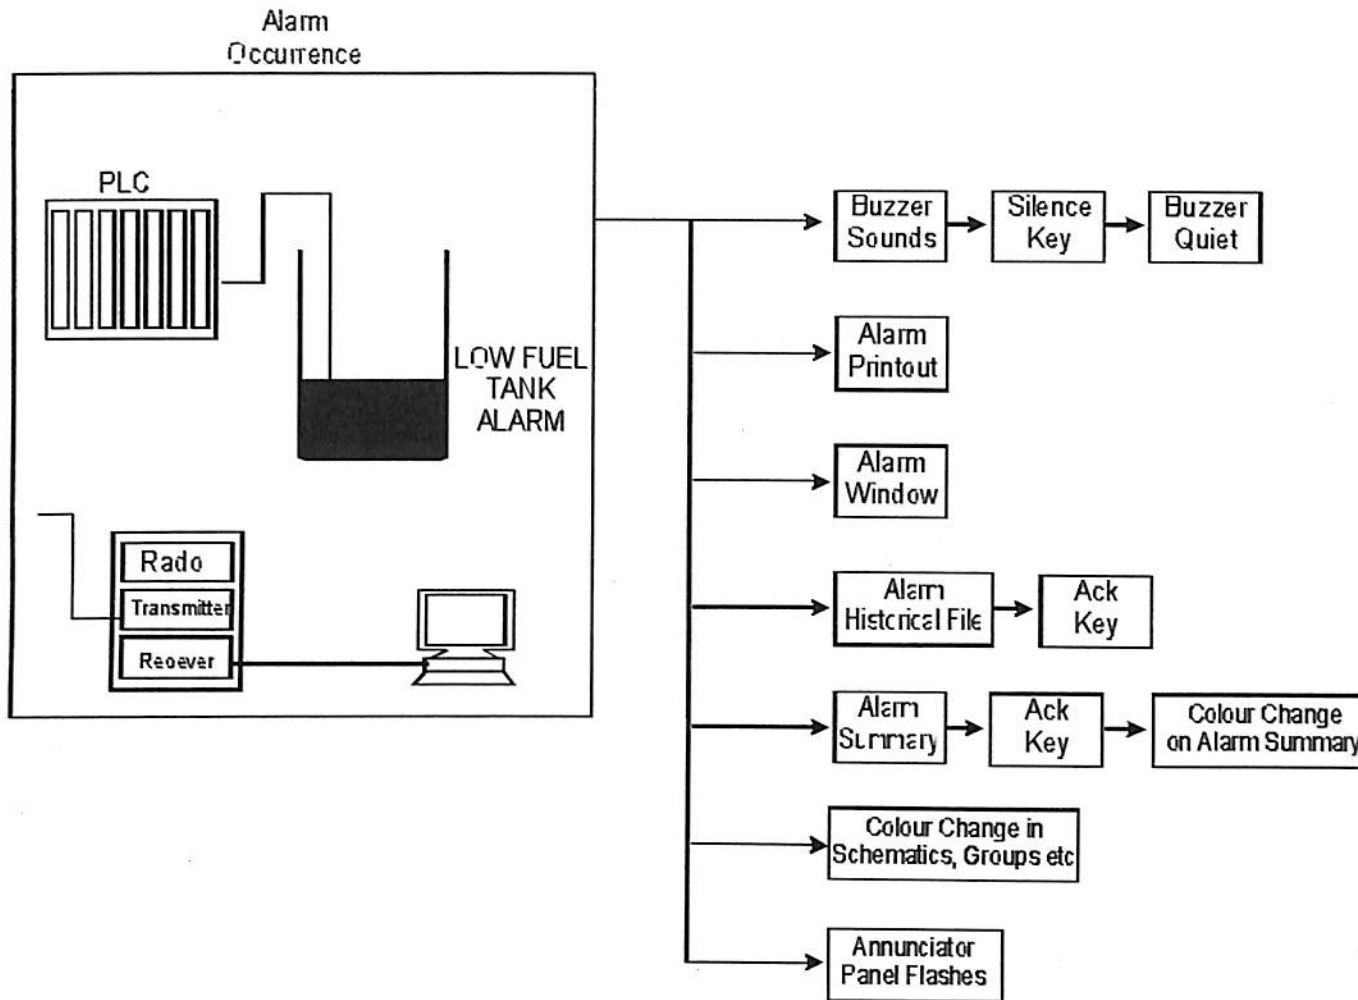 Alarm
Occurrence
PLC
LOW FUEL
TANK
ALARM
Rado
Transmitter
Reoever
Buzzer
Sounds
Silence
Key
Buzzer
Quiet
Alarm
Printout
Alarm
Window
Alarm
Historical File
Ack
Key
Alarm
Summary
Ack
Key
Colour Change
on Alarm Summary
Colour Change in
Schematics, Groups etc
Annunciator
Panel Flashes